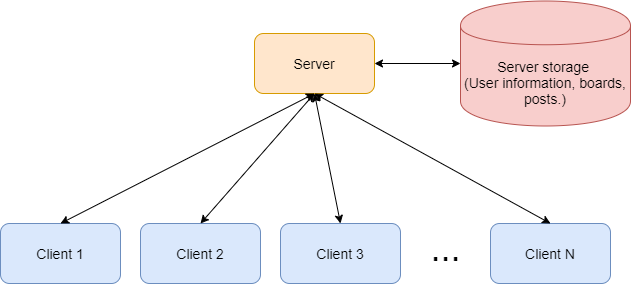 Server
Server storage
(User information, boards,
posts.)
Client 1
Client 2
Client 3
...
Client N